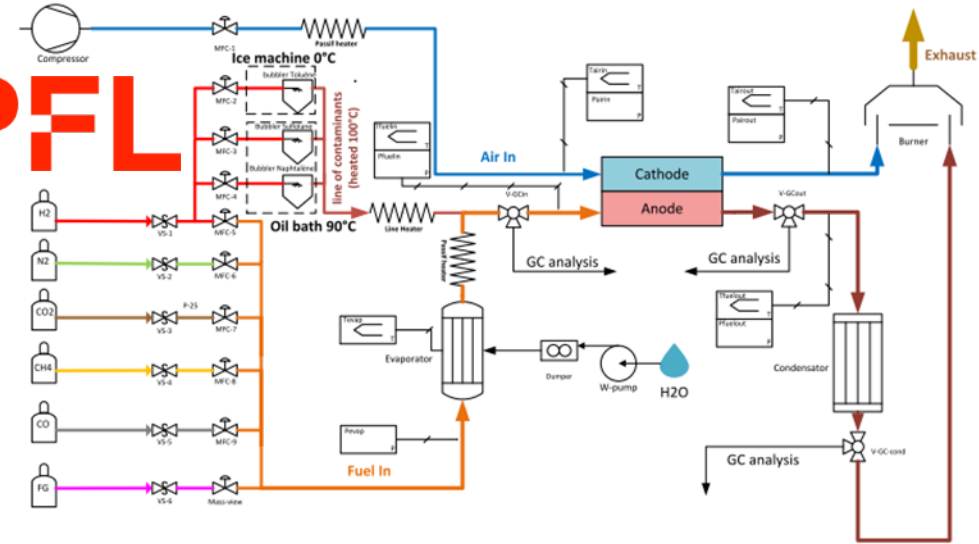 Compressor
MFC-1
Passif heater
Ice machine 0°C
bubbler Toluène
MFC-2
Bubbler Sulfolane
MFC-3
Bubbler Naphtalène
MFC-4
Oil bath 90°C
line of contaminants
(heated 100°C)
PFL
H2
VS-1
MFC-5
N2
VS-2
MFC-6
CO2
VS-3
P-25
MFC-7
CH4
VS-4
MFC-8
CO
VS-5
MFC-9
FG
VS-6
Mass-view
Fuel In
Line Heater
Passif heater
Tfuelin
T
Pfuelin
P
Air In
V-GCin
GC analysis
Tairin
T
Pairin
P
Cathode
Anode
Tairout
T
Pairout
P
V-GCout
GC analysis
Burner
Exhaust
Tevap
T
Evaporator
Pevap
P
Dumper
W-pump
H2O
Tfuelout
T
Pfuelout
P
Condensator
V-GC-cond
GC analysis